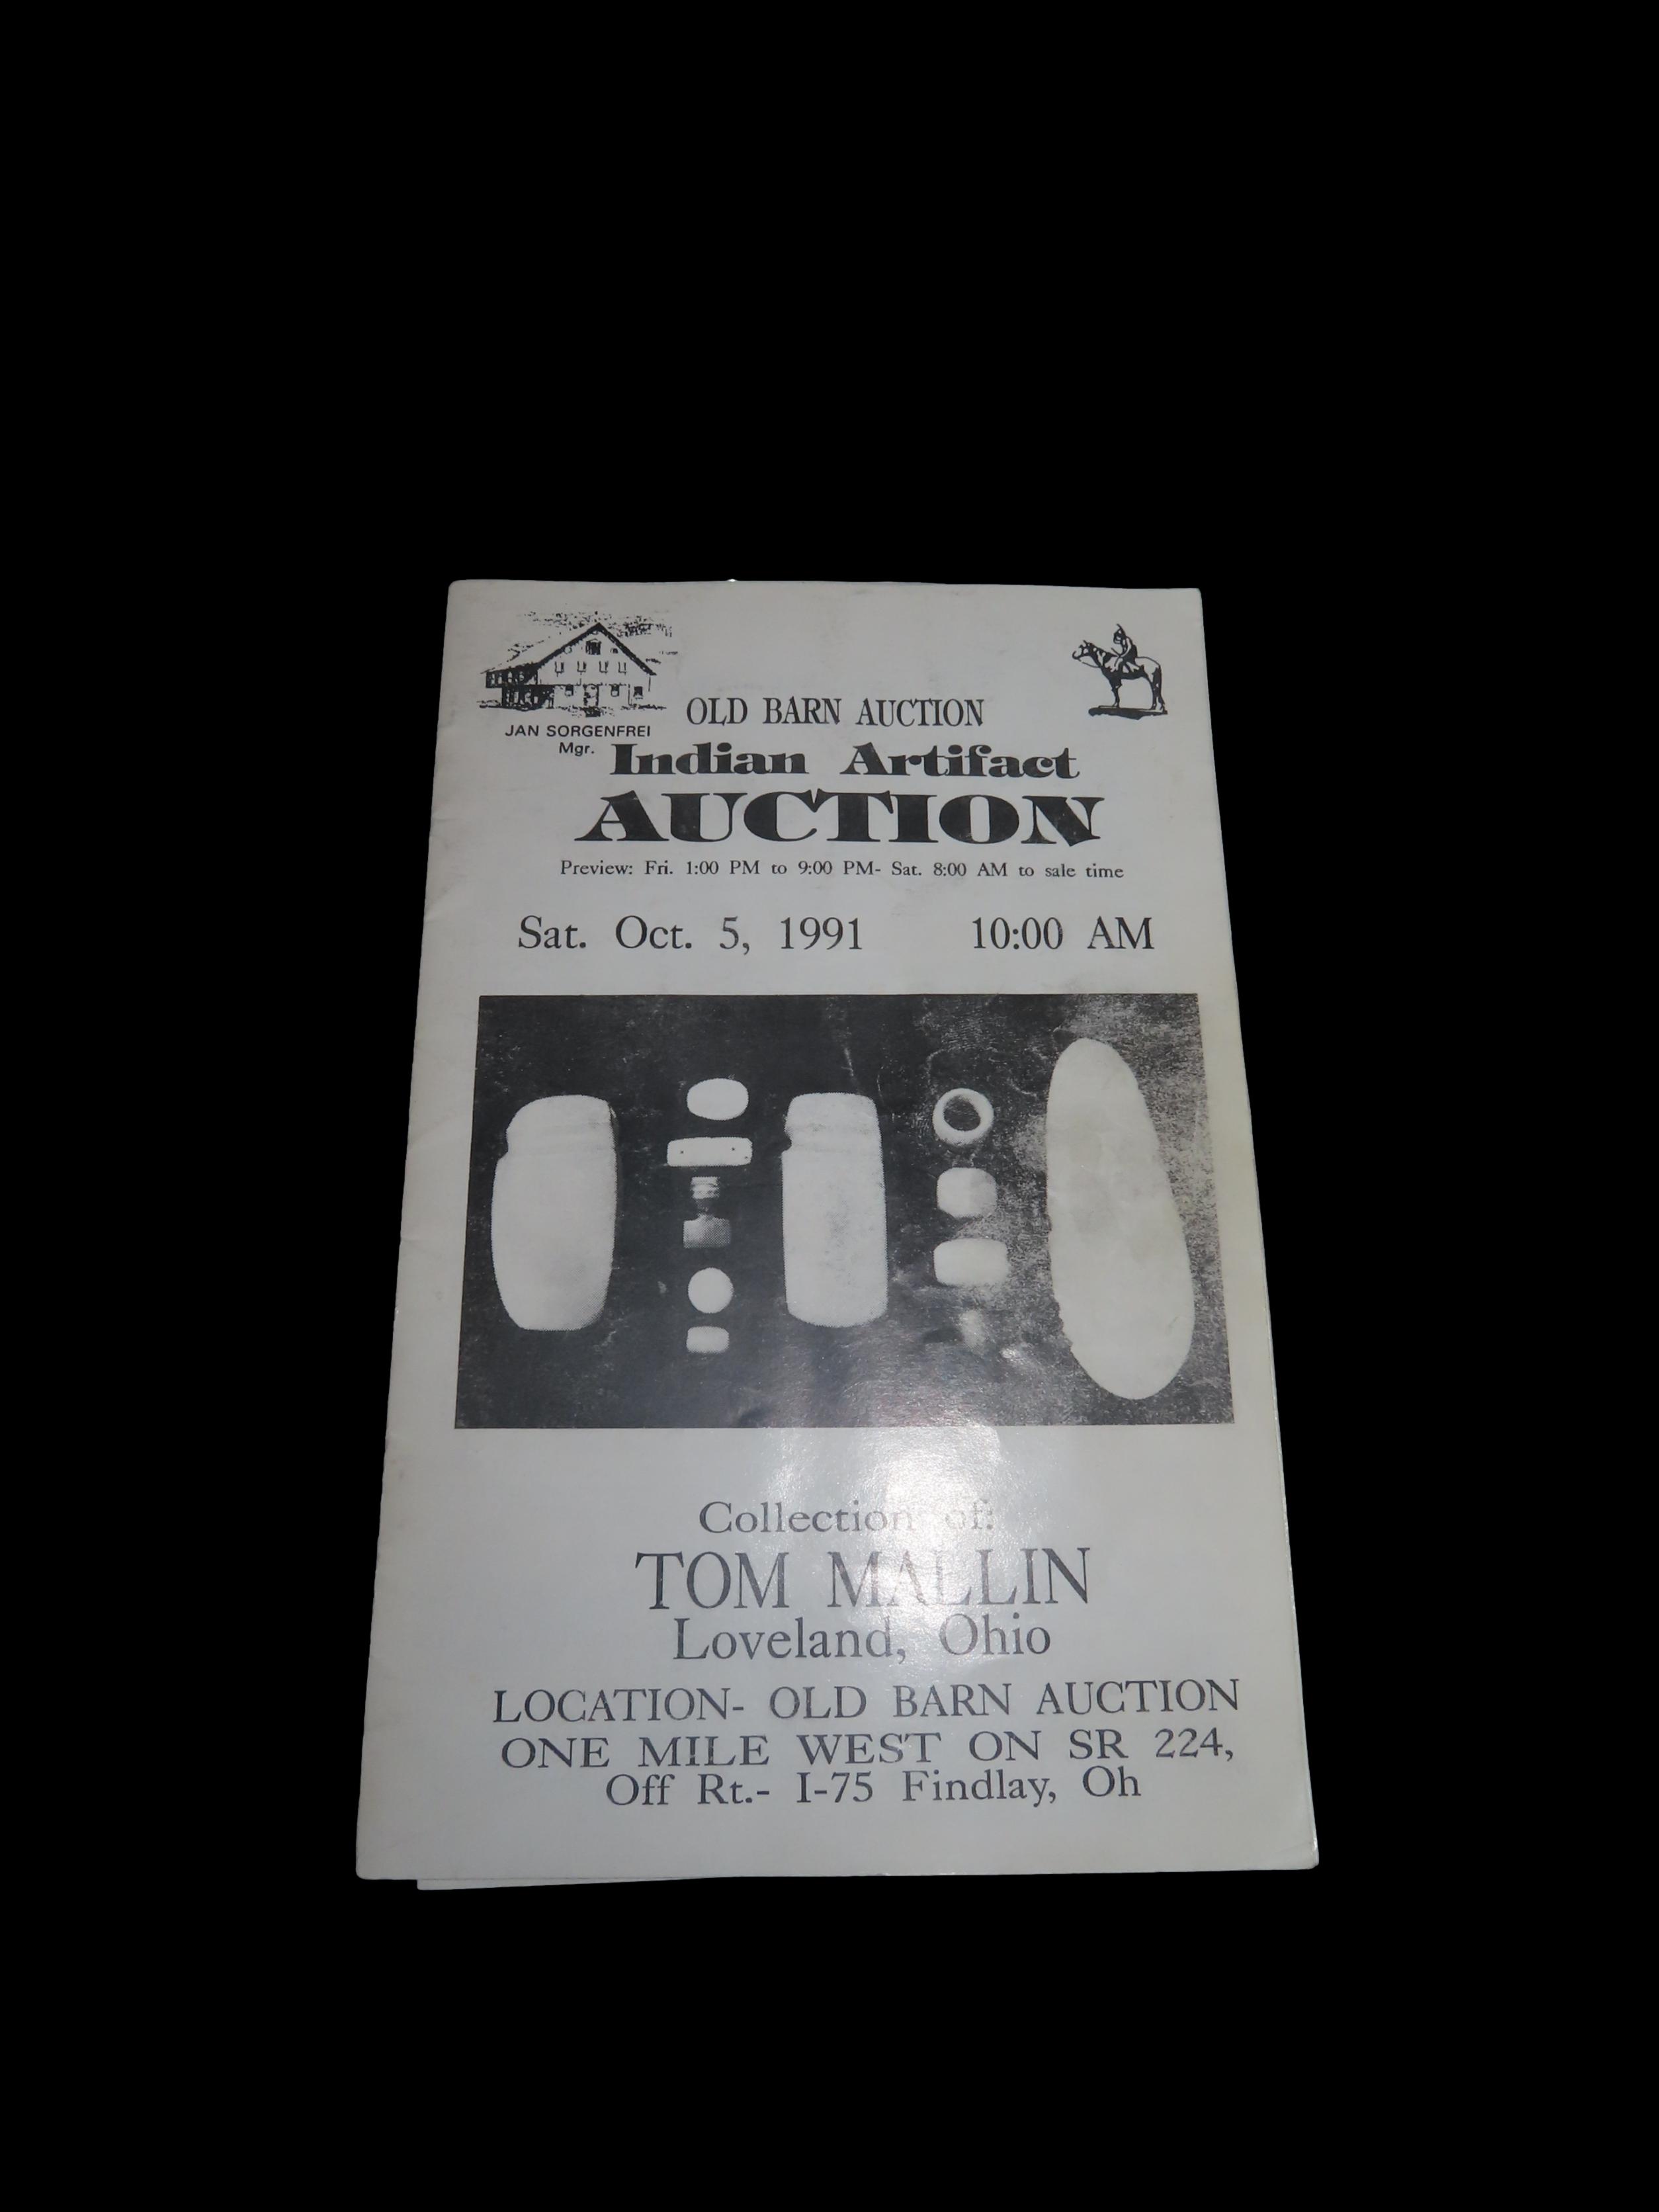 OLD BARN AUCTION
JAN SORGENFREI
Mgr.
Indian Artifact
AUCTION
Preview: Fri. 1:00 PM to 9:00 PM- Sat. 8:00 AM to sale time
Sat. Oct. 5, 1991 10:00 AM
Collection of:
TOM MALLIN
Loveland, Ohio
LOCATION- OLD BARN AUCTION
ONE MILE WEST ON SR 224,
Off Rt.- I-75 Findlay, Oh